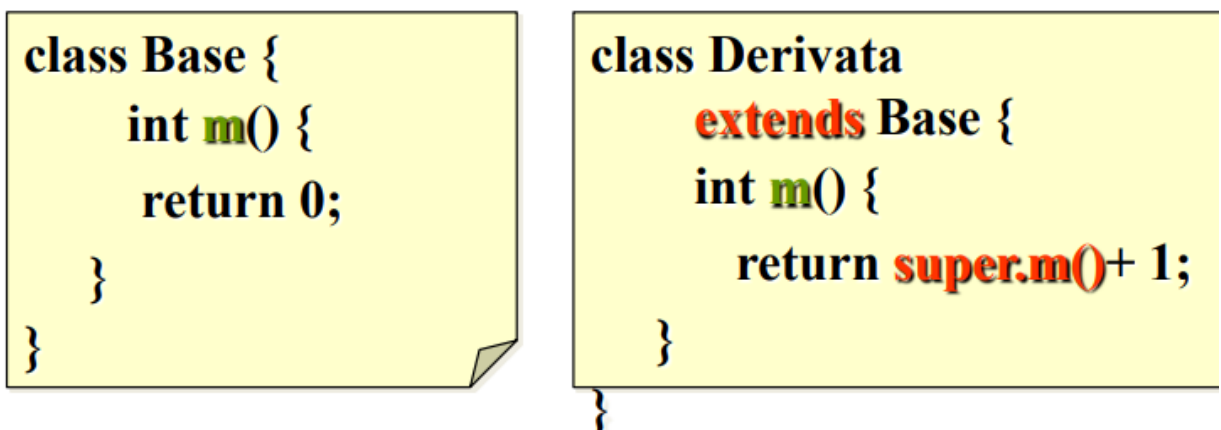 class Base {
int m() {
return 0;
}
}
class Derivata
extends Base {
int m() {
return super.m()+ 1;
}
}